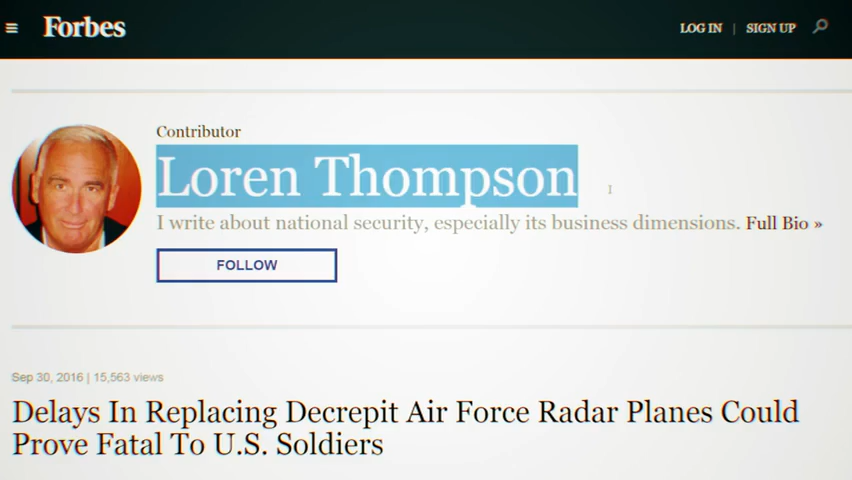 Forbes
LOG IN | SIGN UP
Contributor
Loren Thompson
I write about national security, especially its business dimensions. Full Bio »
FOLLOW
Sep 30, 2016 | 15,563 views
Delays In Replacing Decrepit Air Force Radar Planes Could
Prove Fatal To U.S. Soldiers